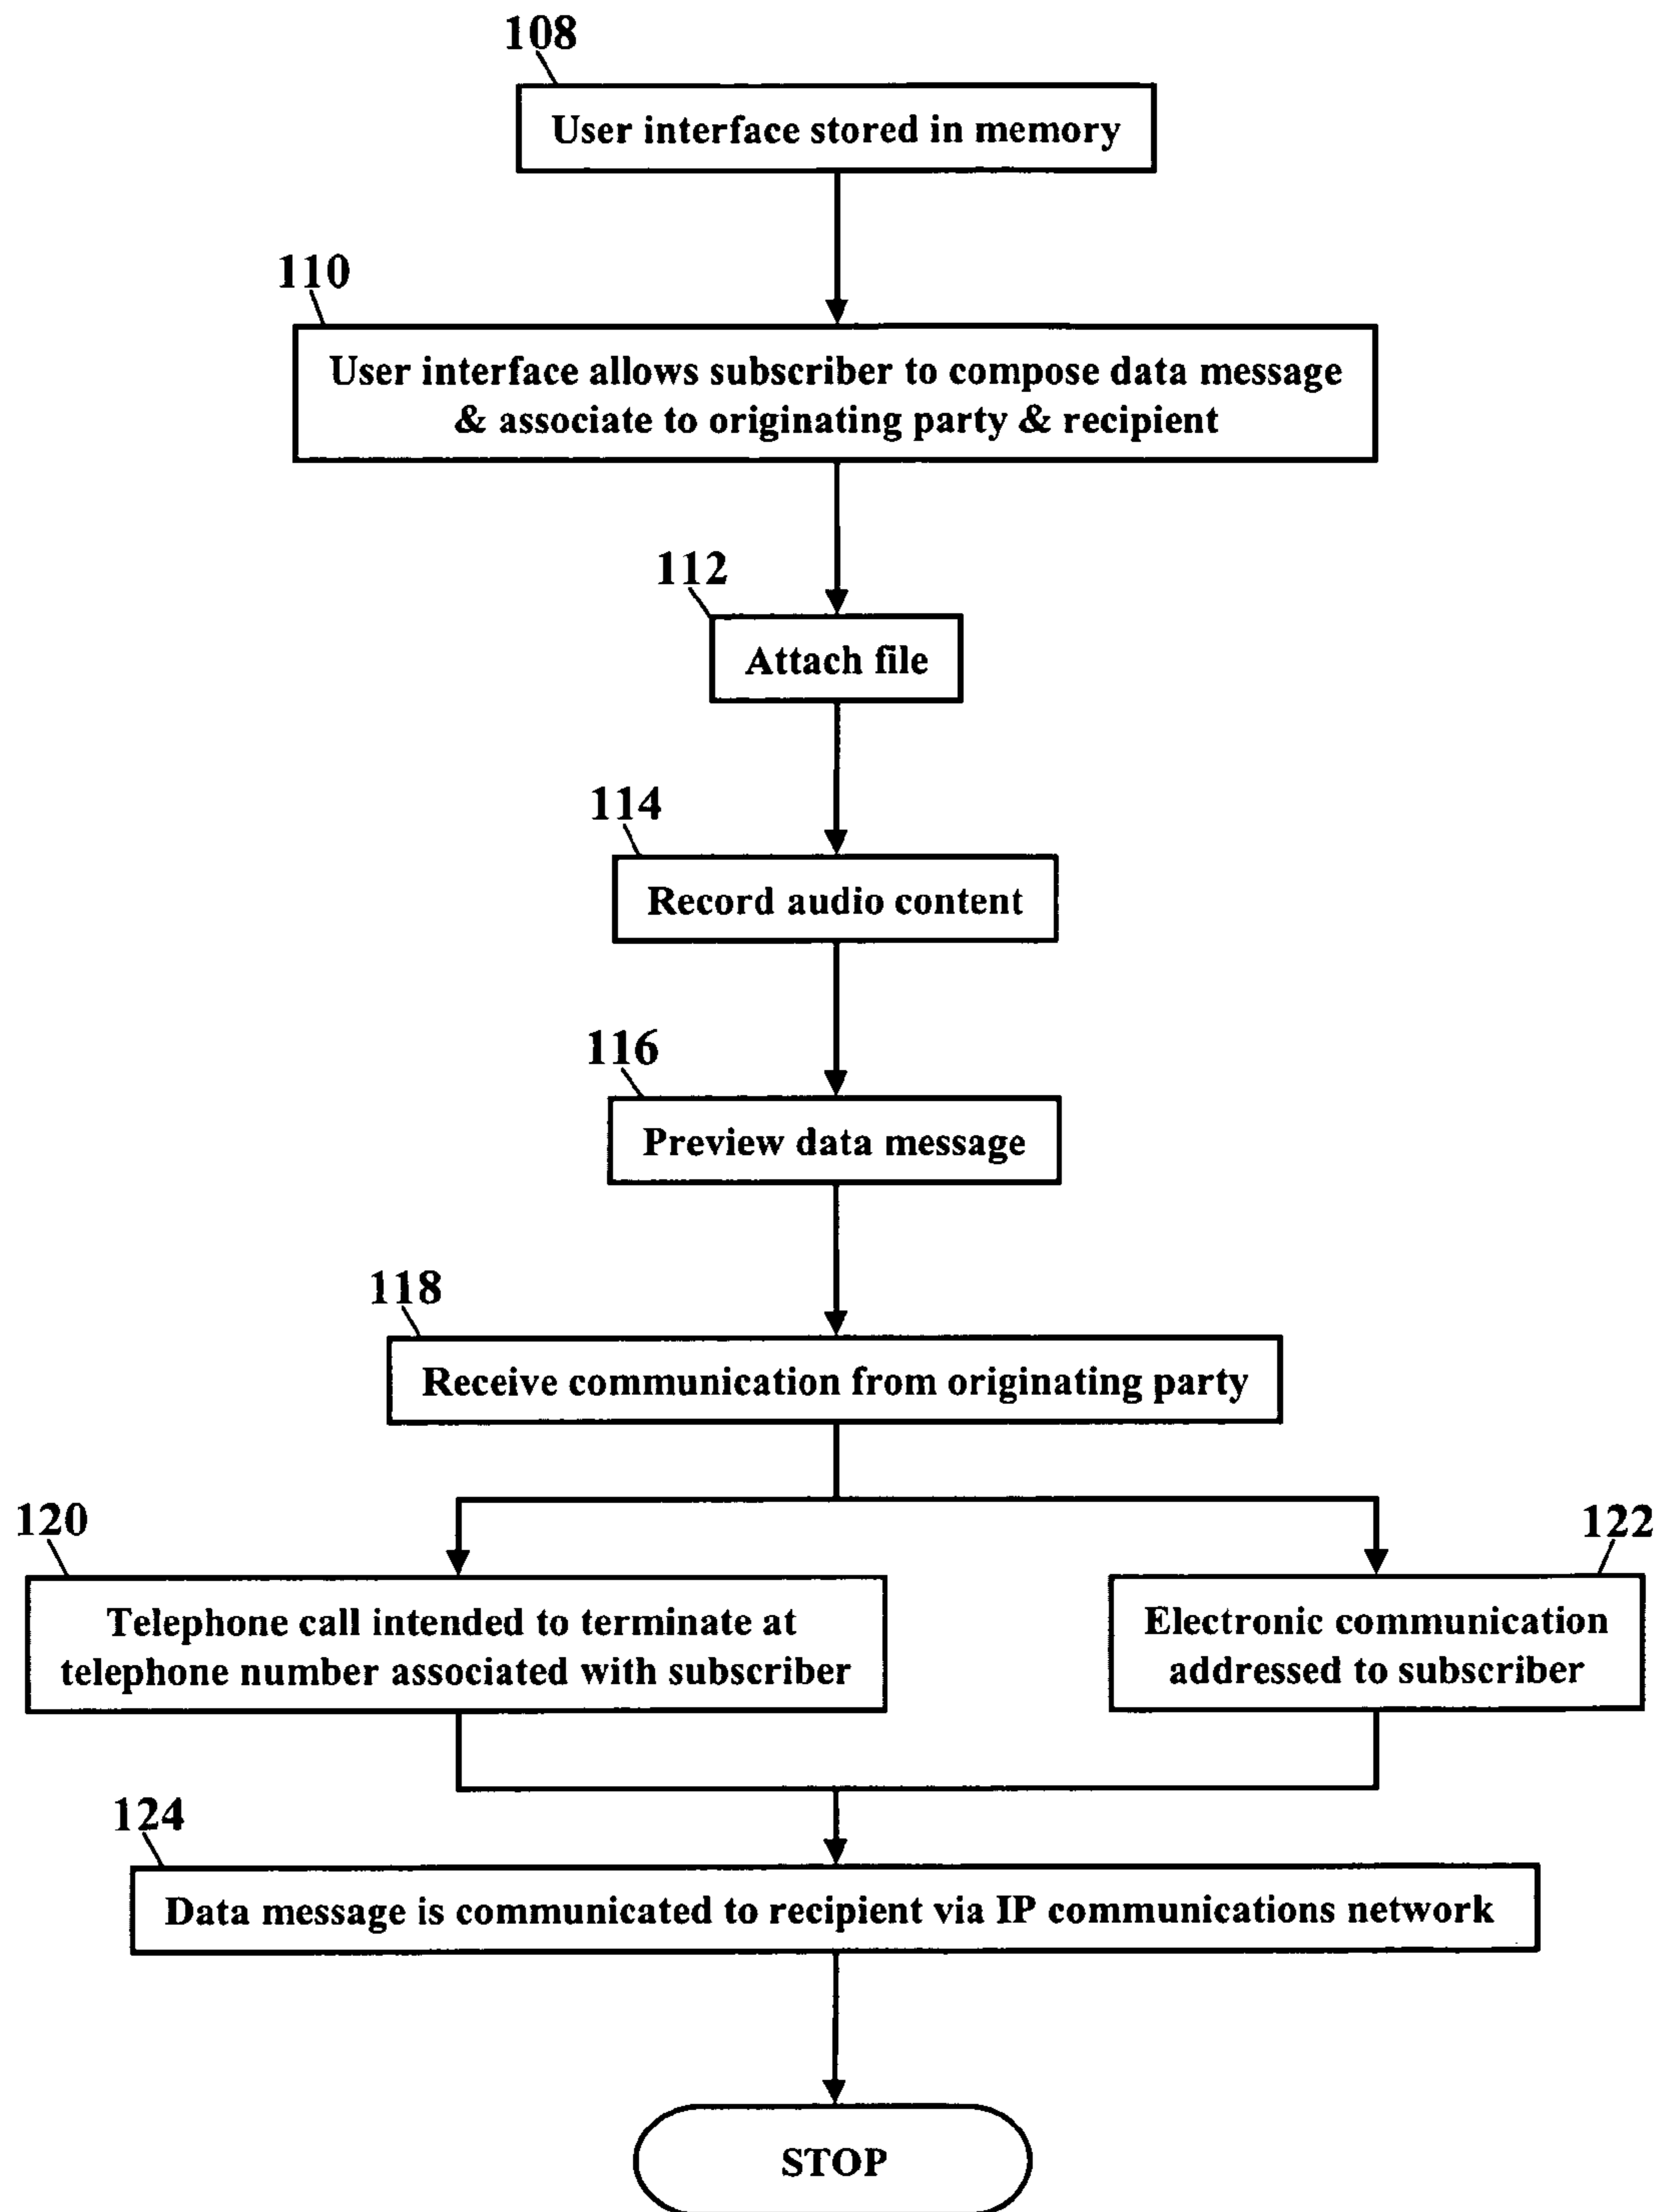 108
User interface stored in memory
110
User interface allows subscriber to compose data message
& associate to originating party & recipient
112
Attach file
114
Record audio content
116
Preview data message
118
Receive communication from originating party
120
Telephone call intended to terminate at
telephone number associated with subscriber
122
Electronic communication
addressed to subscriber
124
Data message is communicated to recipient via IP communications network
STOP